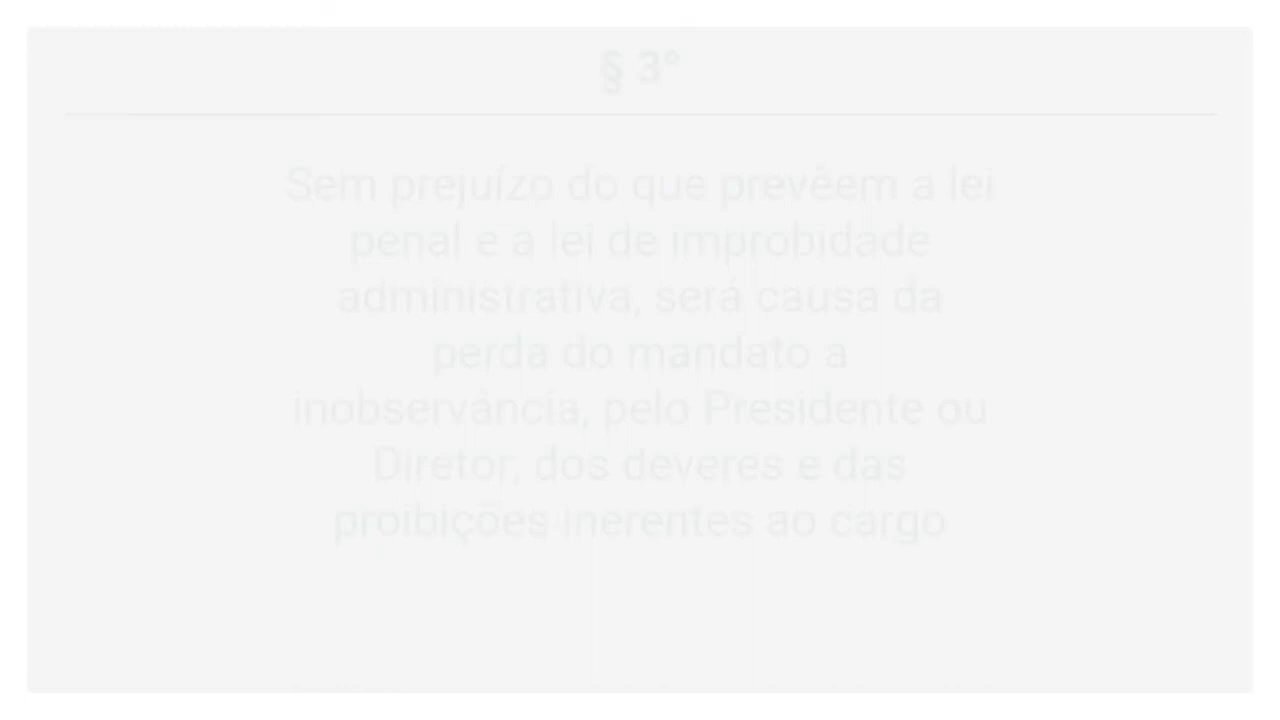 § 3°
Sem prejuízo do que prevêem a lei
penal e a lei de improbidade
administrativa, será causa da
perda do mandato a
inobservância, pelo Presidente ou
Diretor, dos deveres e das
proibições inerentes ao cargo